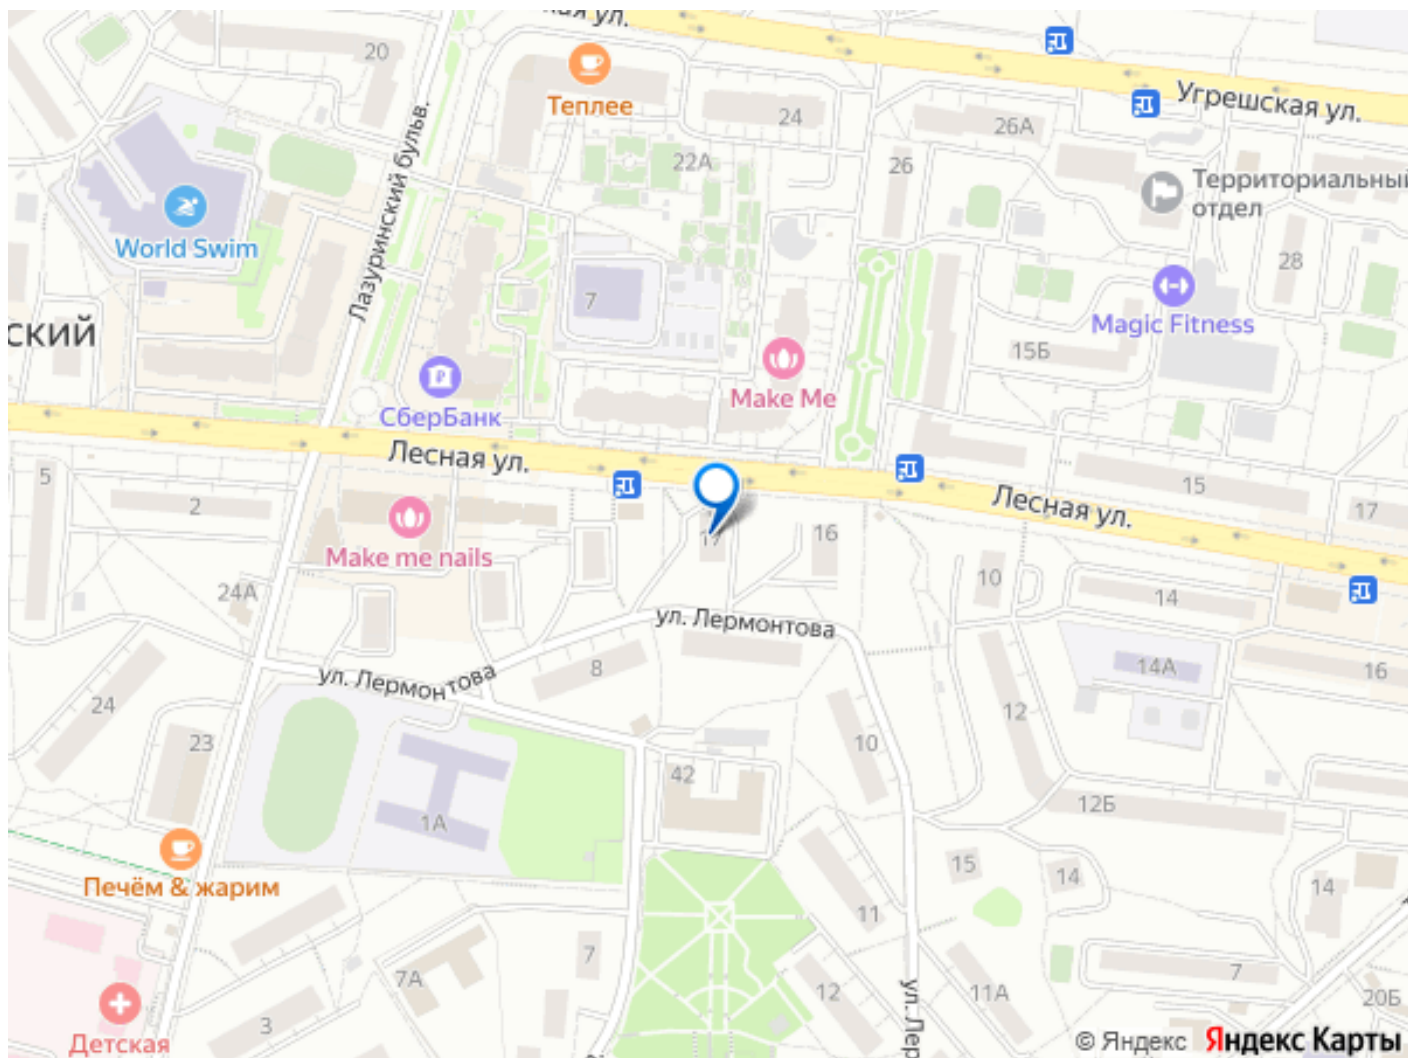 ая ул.
20
Теплее
24
Угрешская ул.
26А
Лазуринский бульв.
22А
26
Территориальный
отдел
World Swim
28
7
Magic Fitness
ский
15Б
СберБанк
Make Me
Лесная ул.
5
2
15
Лесная ул.
17
Make me nails
17
16
24А
10
14
ул. Лермонтова
8
14А
16
ул. Лермонтова
24
12
23
10
42
12Б
1А
15
14
14
Печём & жарим
11
7
7А
7
12
11А
20Б
3
ул. Лер
Детская
© Яндекс Яндекс Карты